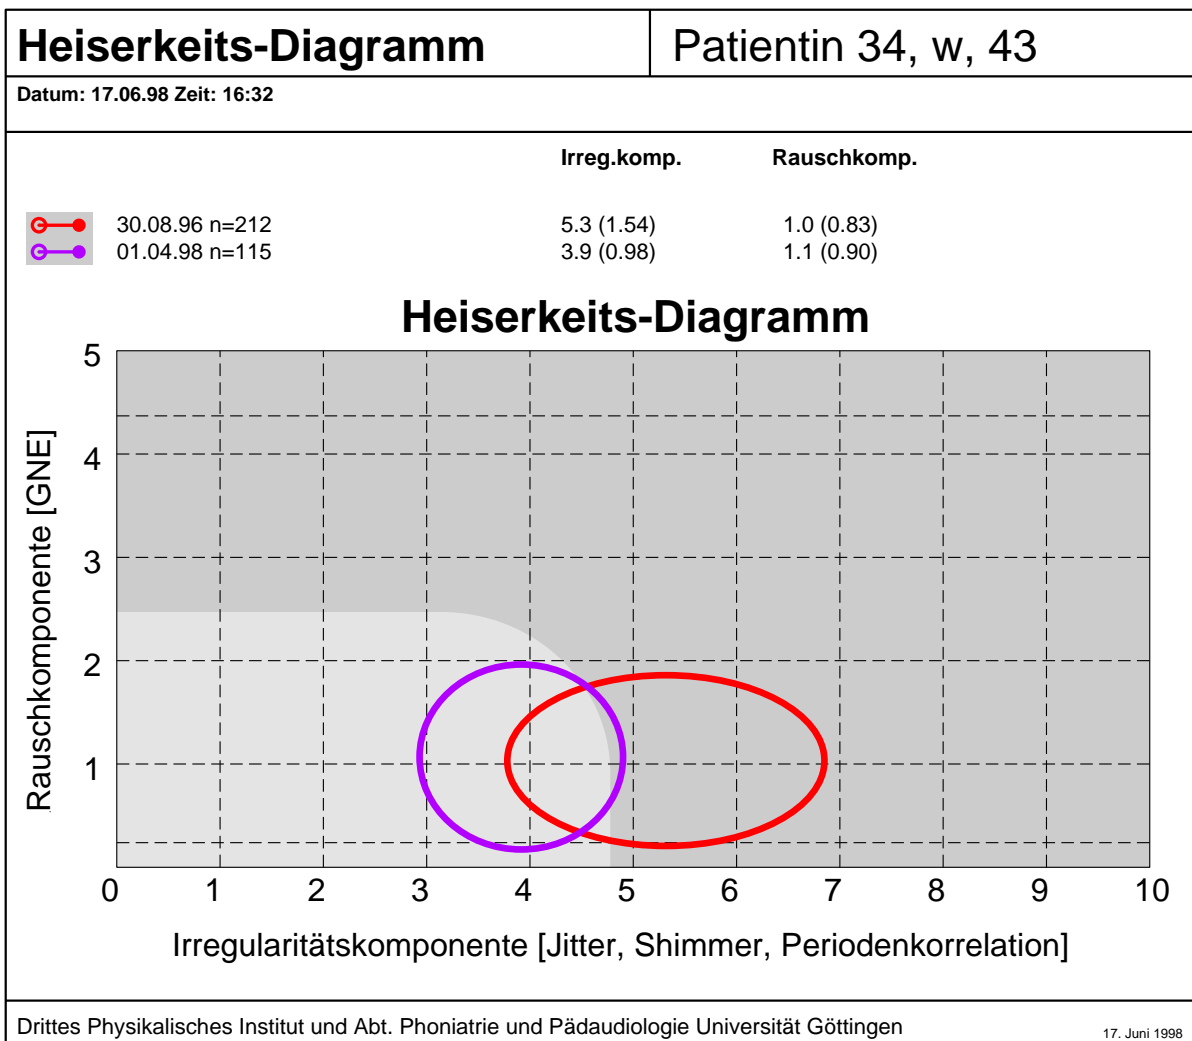 Heiserkeits-Diagramm
Patientin 34, w, 43
Datum: 17.06.98 Zeit: 16:32
Irreg.komp. Rauschkomp.
30.08.96 n=212 5.3 (1.54) 1.0 (0.83)
01.04.98 n=115 3.9 (0.98) 1.1 (0.90)
Heiserkeits-Diagramm
5
4
3
2
1
Rauschkomponente [GNE]
0 1 2 3 4 5 6 7 8 9 10
Irregularitätskomponente [Jitter, Shimmer, Periodenkorrelation]
Drittes Physikalisches Institut und Abt. Phoniatrie und Pädaudiologie Universität Göttingen
17. Juni 1998